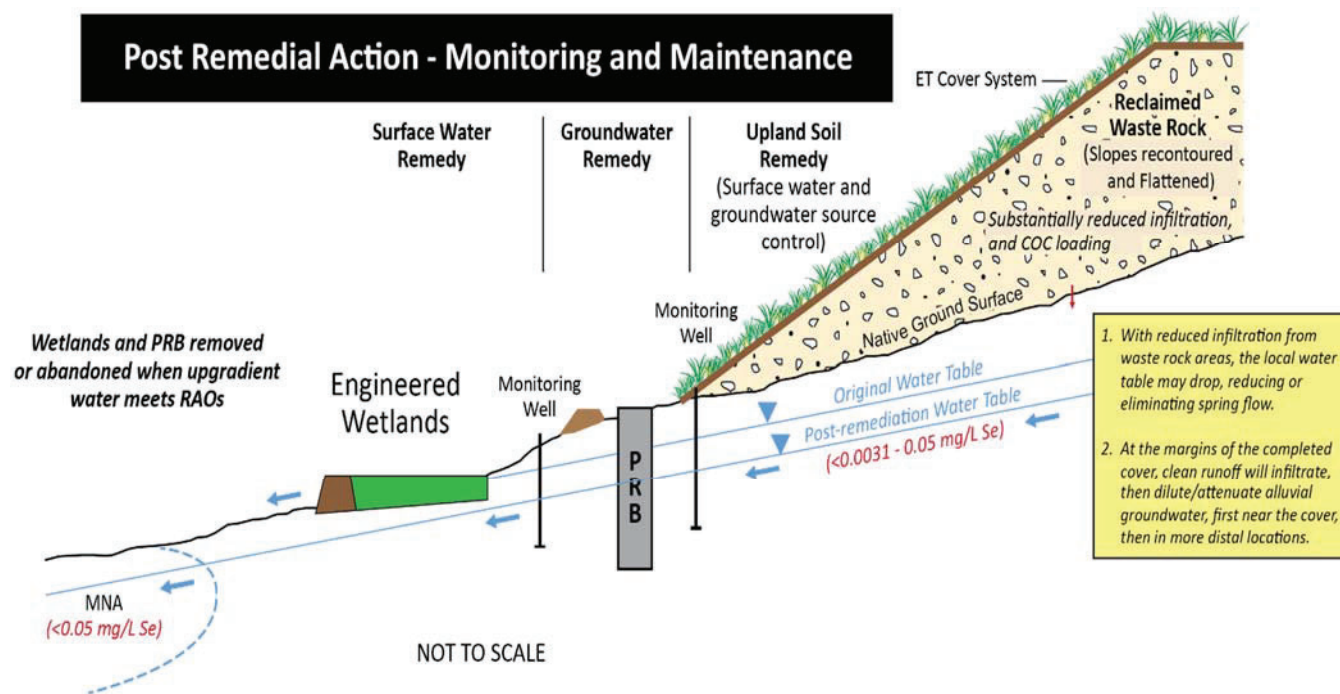 Post Remedial Action - Monitoring and Maintenance
Surface Water
Remedy
Groundwater
Remedy
Upland Soil
Remedy
(Surface water and
groundwater source
control)
ET Cover System
Reclaimed
Waste Rock
(Slopes recontoured
and Flattened)
Substantially reduced infiltration,
and COC loading
Native Ground Surface
Monitoring
Well
Wetlands and PRB removed
or abandoned when upgradient
water meets RAOs
Engineered
Wetlands
Monitoring
Well
PRB
Original Water Table
Post-remediation Water Table
(<0.0031 - 0.05 mg/L Se)
1. With reduced infiltration from
waste rock areas, the local water
table may drop, reducing or
eliminating spring flow.
2. At the margins of the completed
cover, clean runoff will infiltrate,
then dilute/attenuate alluvial
groundwater, first near the cover,
then in more distal locations.
MNA
(<0.05 mg/L Se)
NOT TO SCALE